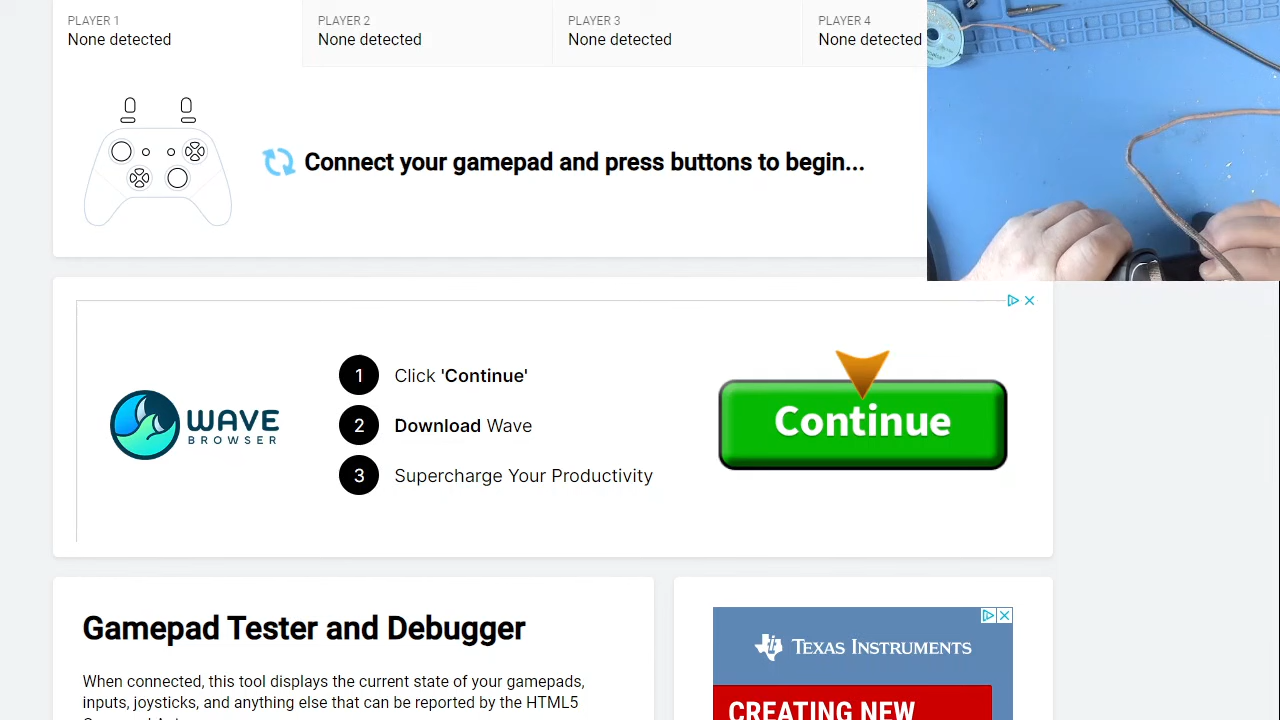 PLAYER 1
None detected
PLAYER 2
None detected
PLAYER 3
None detected
PLAYER 4
None detected
Connect your gamepad and press buttons to begin...
WAVE
BROWSER
1 Click 'Continue'
2 Download Wave
3 Supercharge Your Productivity
Continue
Gamepad Tester and Debugger
When connected, this tool displays the current state of your gamepads,
inputs, joysticks, and anything else that can be reported by the HTML5
TEXAS INSTRUMENTS
CREATING NEW